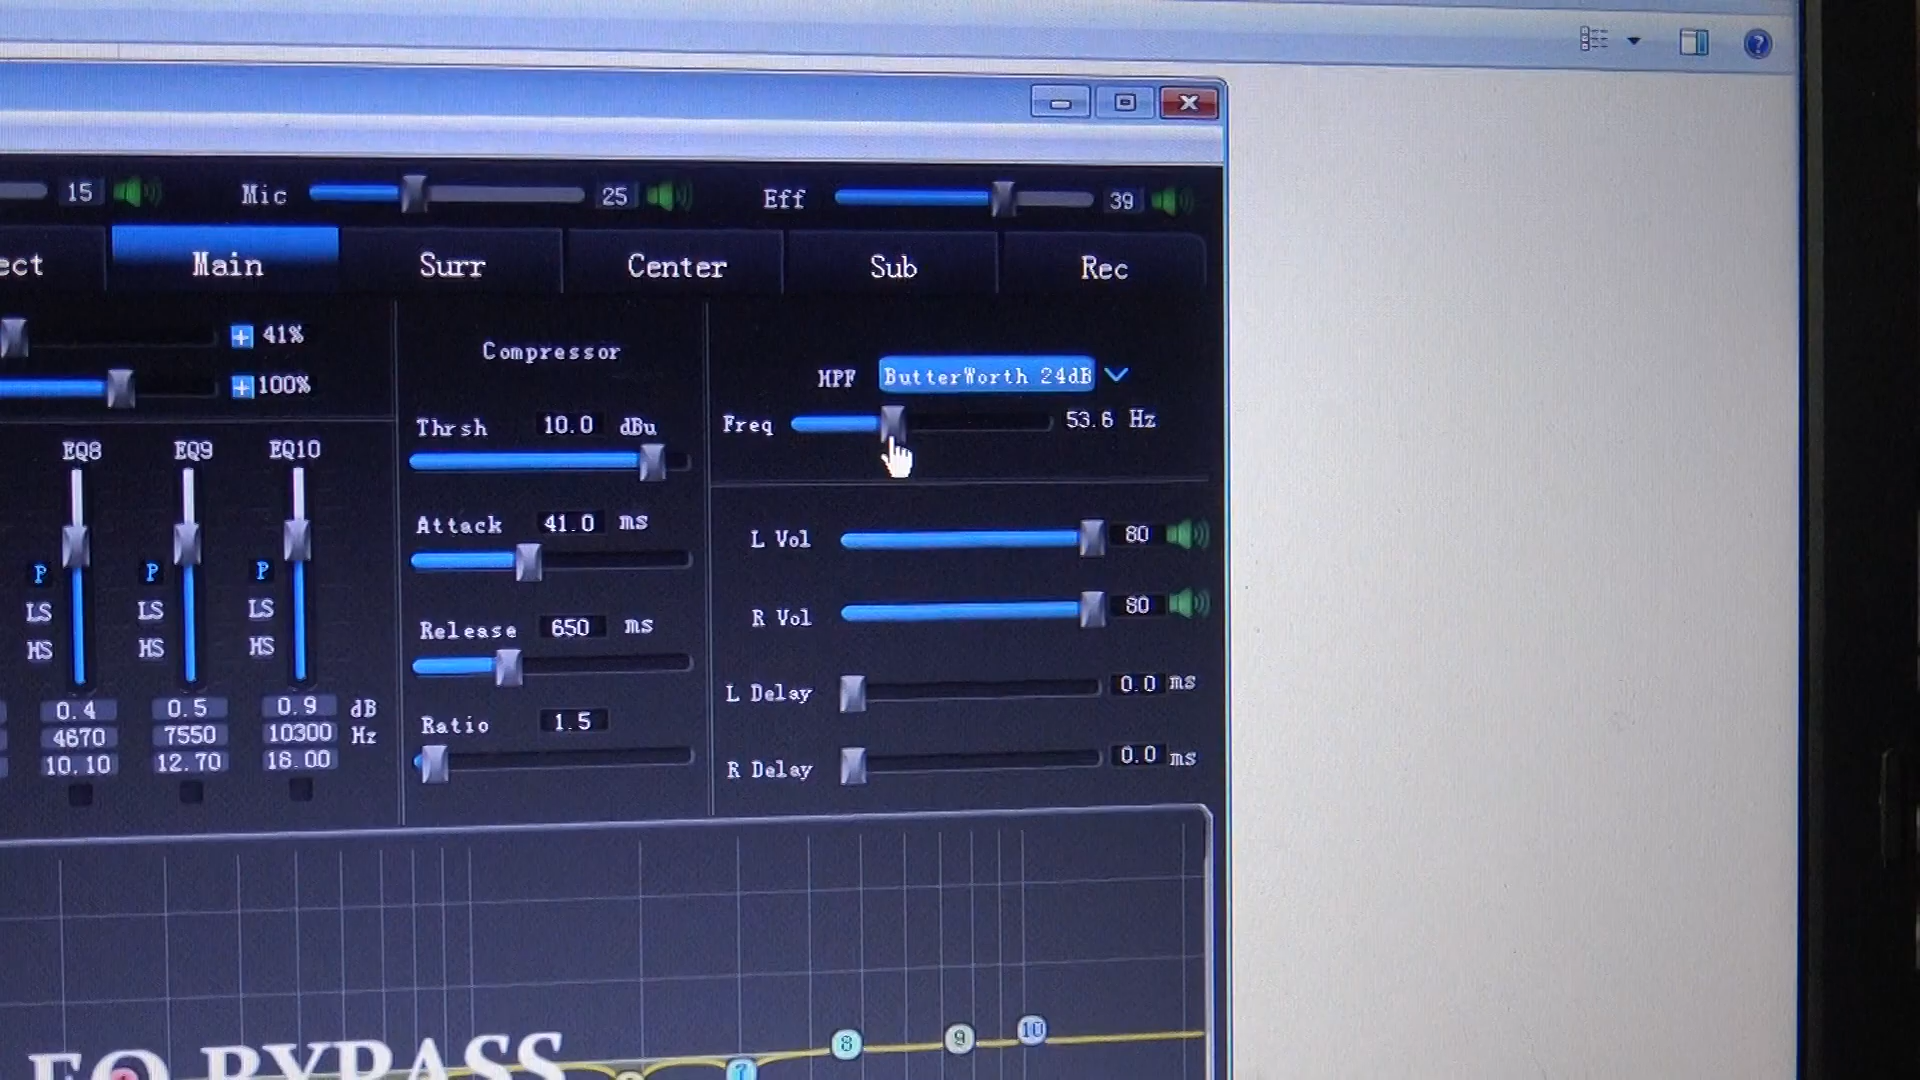 15 Mic 25 Eff 39
ect Main Surr Center Sub Rec
41%
100%
Compressor
HPF ButterWorth 24dB
Freq 53.6 Hz
Thrsh 10.0 dBu
EQ8 EQ9 EQ10
Attack 41.0 ms
L Vol 80
P P P
LS LS LS
R Vol 80
HS HS HS
Release 650 ms
L Delay 0.0 ms
0.4 0.5 0.9 dB
4670 7550 10300 Hz
10.10 12.70 16.00
Ratio 1.5
R Delay 0.0 ms
8 9 10
EQ BYPASS
7